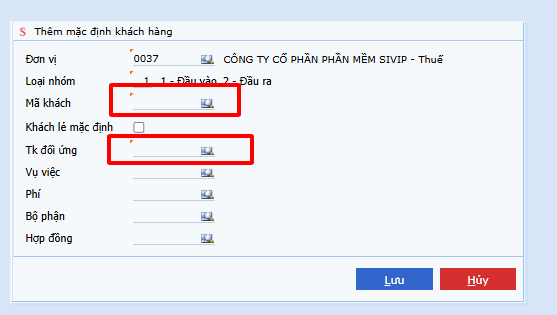 S Thêm mặc định khách hàng
Đơn vị 0037 CÔNG TY CỔ PHẦN PHẦN MỀM SIVIP - Thuế
Loại nhóm 1 1 - Đầu vào, 2 - Đầu ra
Mã khách
Khách lẻ mặc định
Tk đối ứng
Vụ việc
Phí
Bộ phận
Hợp đồng
Lưu Hủy